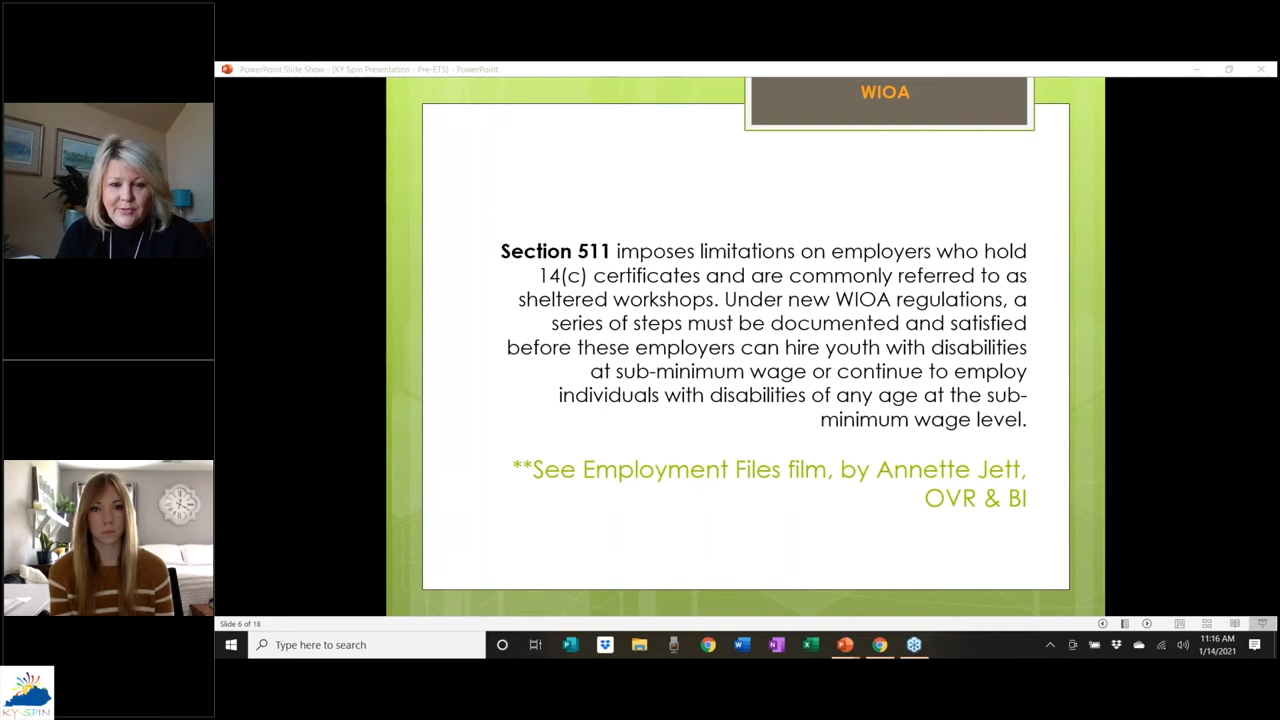 PowerPoint Slide Show - [KY Spin Presentation - Pre-ETS] - PowerPoint
WIOA
Section 511 imposes limitations on employers who hold
14(c) certificates and are commonly referred to as
sheltered workshops. Under new WIOA regulations, a
series of steps must be documented and satisfied
before these employers can hire youth with disabilities
at sub-minimum wage or continue to employ
individuals with disabilities of any age at the sub-
minimum wage level.
**See Employment Files film, by Annette Jett,
OVR & BI
Slide 6 of 18
Type here to search
11:16 AM
1/14/2021
KY-SPIN